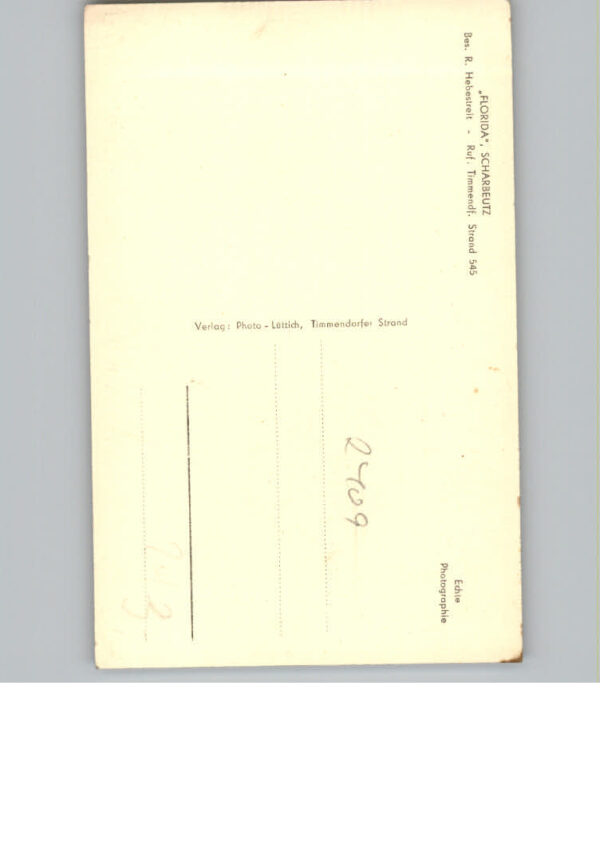 „FLORIDA", SCHARBEUTZ
Bes. R. Hebestreit - Ruf: Timmendf. Strand 545
Verlag: Photo - Lüttich, Timmendorfer Strand
Echte
Photographie
2409